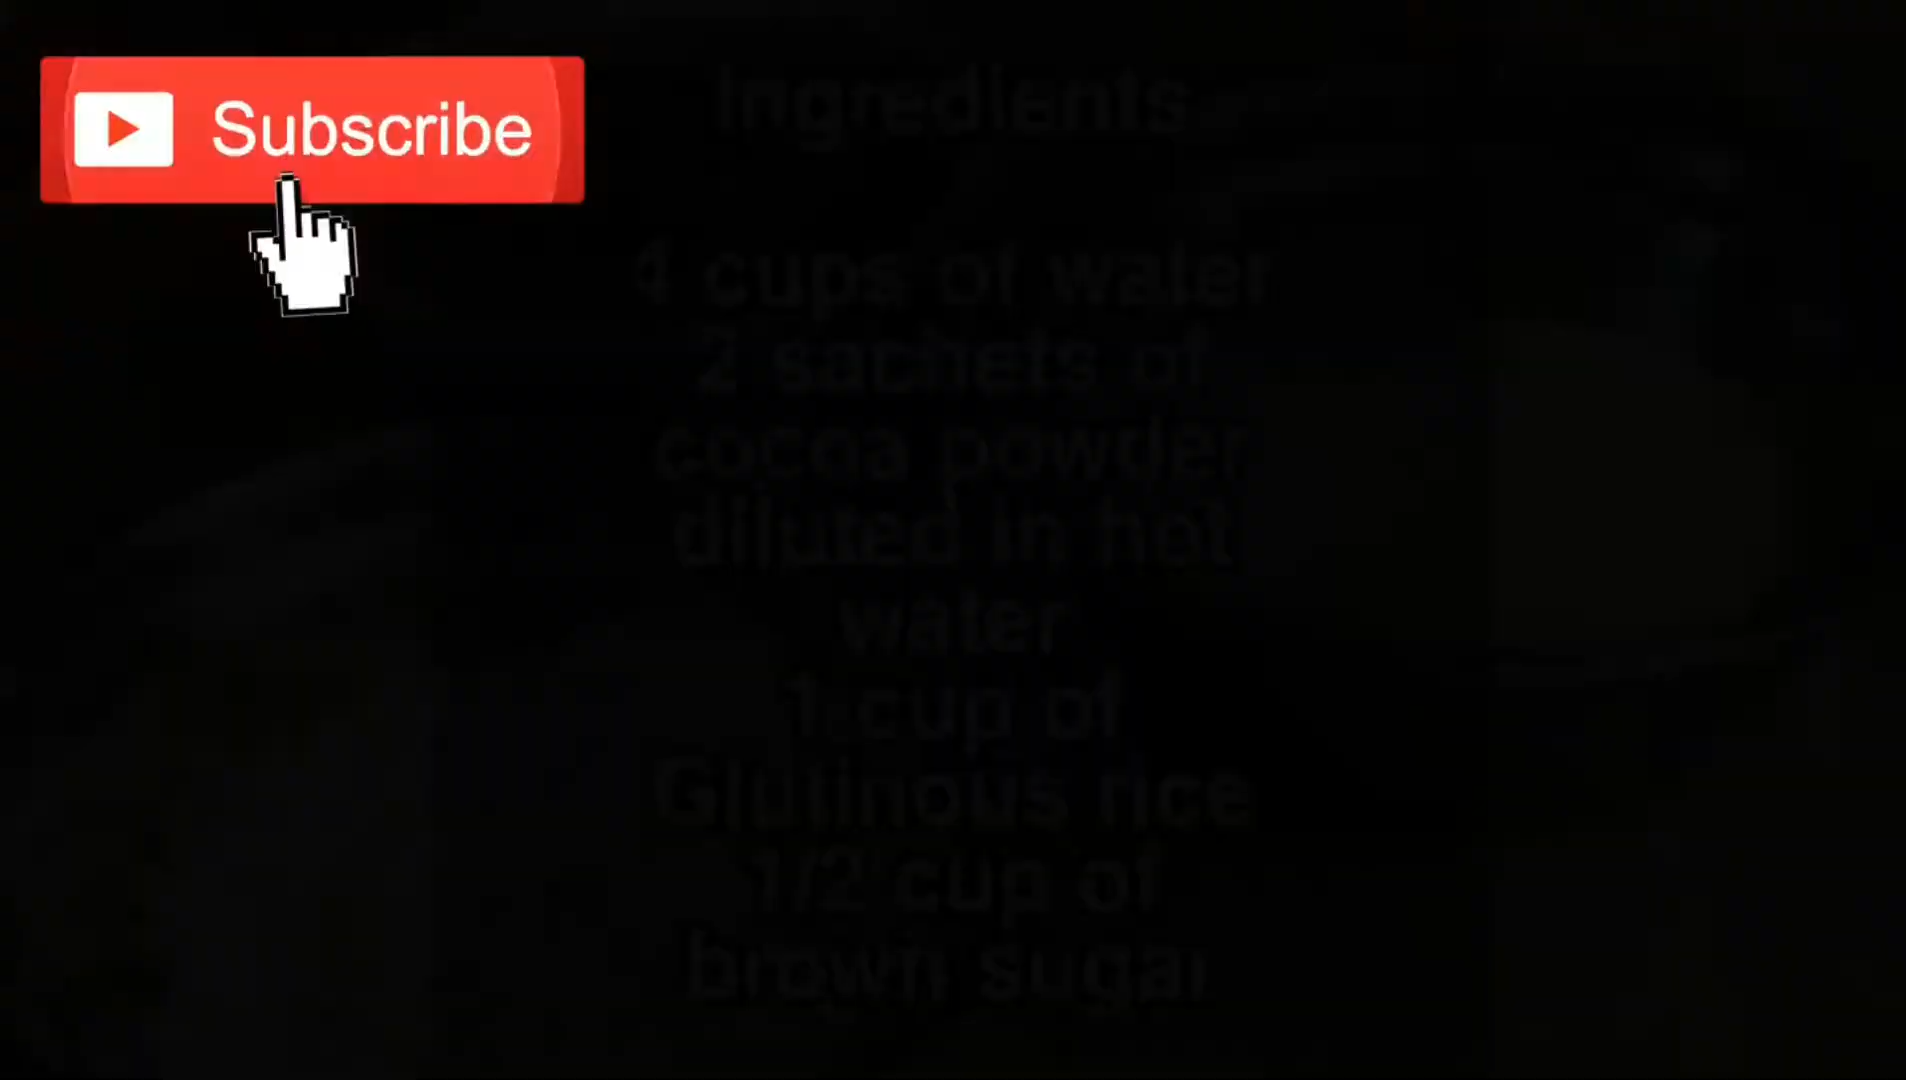 Subscribe
Ingredients
4 cups of water
2 sachets of
cocoa powder
diluted in hot
water
1 cup of
Glutinous rice
1/2 cup of
brown sugar